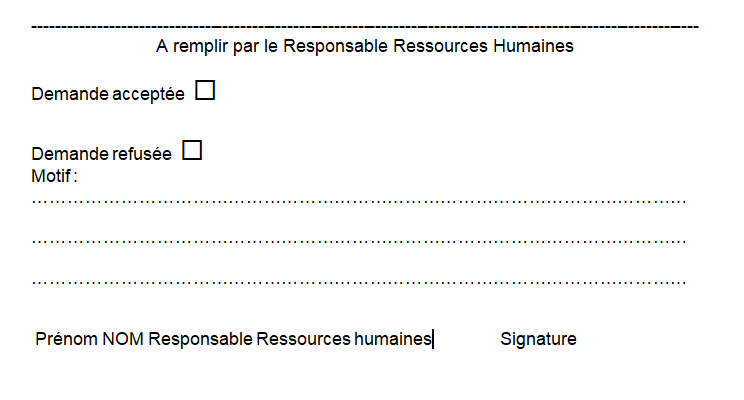 A remplir par le Responsable Ressources Humaines
Demande acceptée ☐
Demande refusée ☐
Motif :
………………………………………………………………………………………………
………………………………………………………………………………………………
………………………………………………………………………………………………
Prénom NOM Responsable Ressources humaines Signature